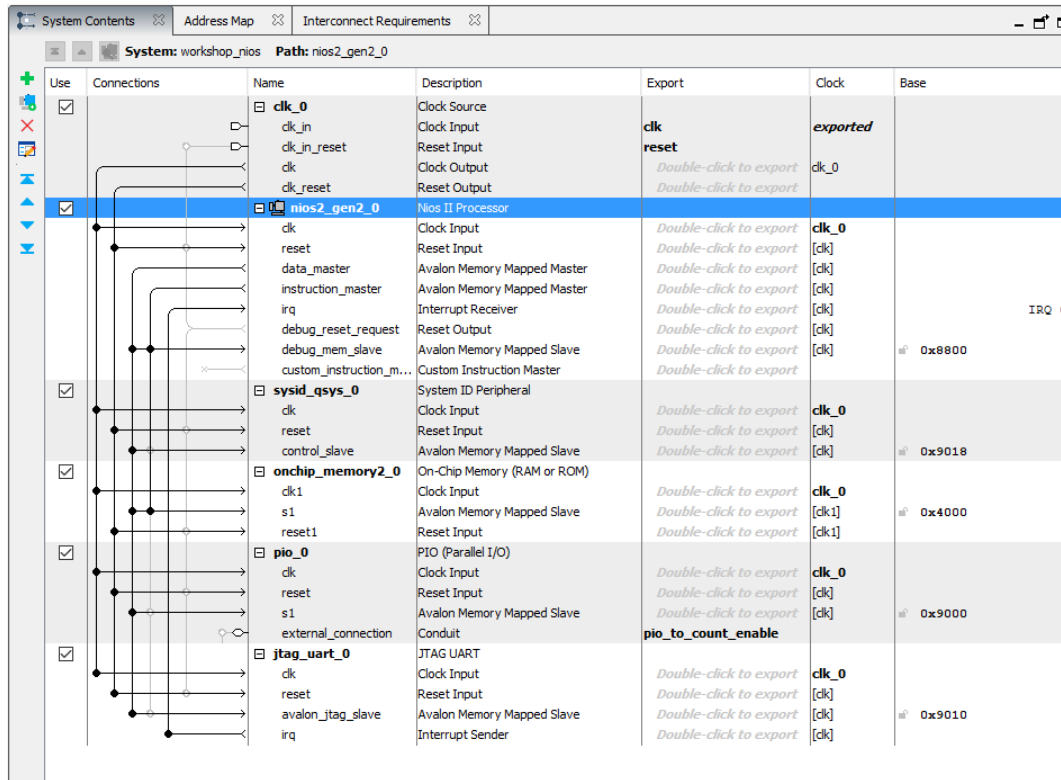 System Contents Address Map Interconnect Requirements
System: workshop_nios Path: nios2_gen2_0
Use Connections Name Description Export Clock Base
clk_0 Clock Source
clk_in Clock Input clk exported
clk_in_reset Reset Input reset
clk Clock Output Double-click to export clk_0
clk_reset Reset Output Double-click to export
nios2_gen2_0 Nios II Processor
clk Clock Input Double-click to export clk_0
reset Reset Input Double-click to export [clk]
data_master Avalon Memory Mapped Master Double-click to export [clk]
instruction_master Avalon Memory Mapped Master Double-click to export [clk]
irq Interrupt Receiver Double-click to export [clk] IRQ
debug_reset_request Reset Output Double-click to export [clk]
debug_mem_slave Avalon Memory Mapped Slave Double-click to export [clk] 0x8800
custom_instruction_m... Custom Instruction Master Double-click to export
sysid_qsys_0 System ID Peripheral
clk Clock Input Double-click to export clk_0
reset Reset Input Double-click to export [clk]
control_slave Avalon Memory Mapped Slave Double-click to export [clk] 0x9018
onchip_memory2_0 On-Chip Memory (RAM or ROM)
clk1 Clock Input Double-click to export clk_0
s1 Avalon Memory Mapped Slave Double-click to export [clk1] 0x4000
reset1 Reset Input Double-click to export [clk1]
pio_0 PIO (Parallel I/O)
clk Clock Input Double-click to export clk_0
reset Reset Input Double-click to export [clk]
s1 Avalon Memory Mapped Slave Double-click to export [clk] 0x9000
external_connection Conduit pio_to_count_enable
jtag_uart_0 JTAG UART
clk Clock Input Double-click to export clk_0
reset Reset Input Double-click to export [clk]
avalon_jtag_slave Avalon Memory Mapped Slave Double-click to export [clk] 0x9010
irq Interrupt Sender Double-click to export [clk]